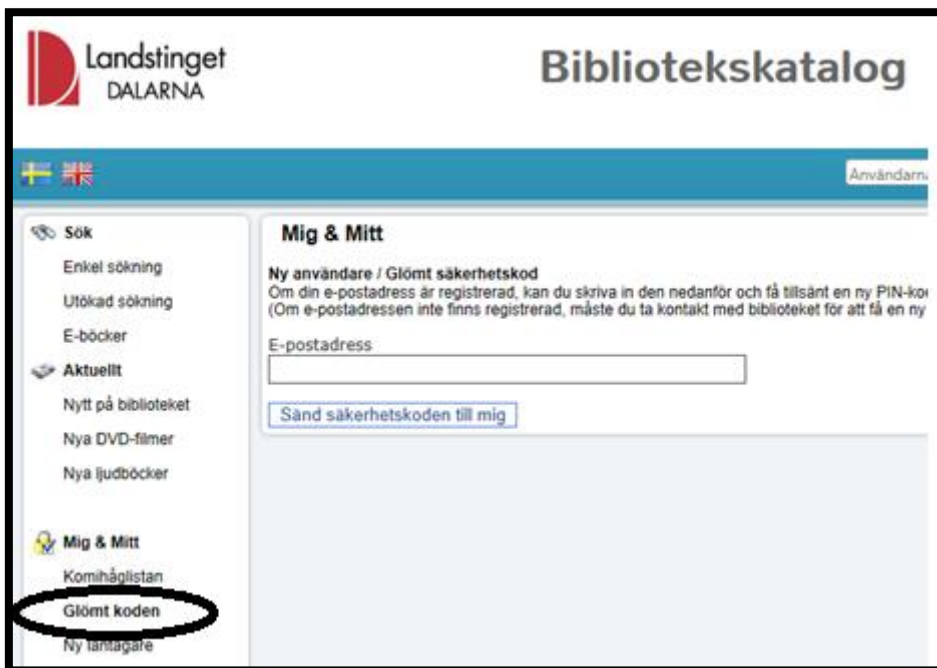 Landstinget
DALARNA
Bibliotekskatalog
Användarna
Sök
Enkel sökning
Utökad sökning
E-böcker
Aktuellt
Nytt på biblioteket
Nya DVD-filmer
Nya ljudböcker
Mig & Mitt
Komihåglistan
Glömt koden
Ny låntagare
Mig & Mitt
Ny användare / Glömt säkerhetskod
Om din e-postadress är registrerad, kan du skriva in den nedanför och få tillsänt en ny PIN-ko
(Om e-postadressen inte finns registrerad, måste du ta kontakt med biblioteket för att få en ny
E-postadress
Sänd säkerhetskoden till mig